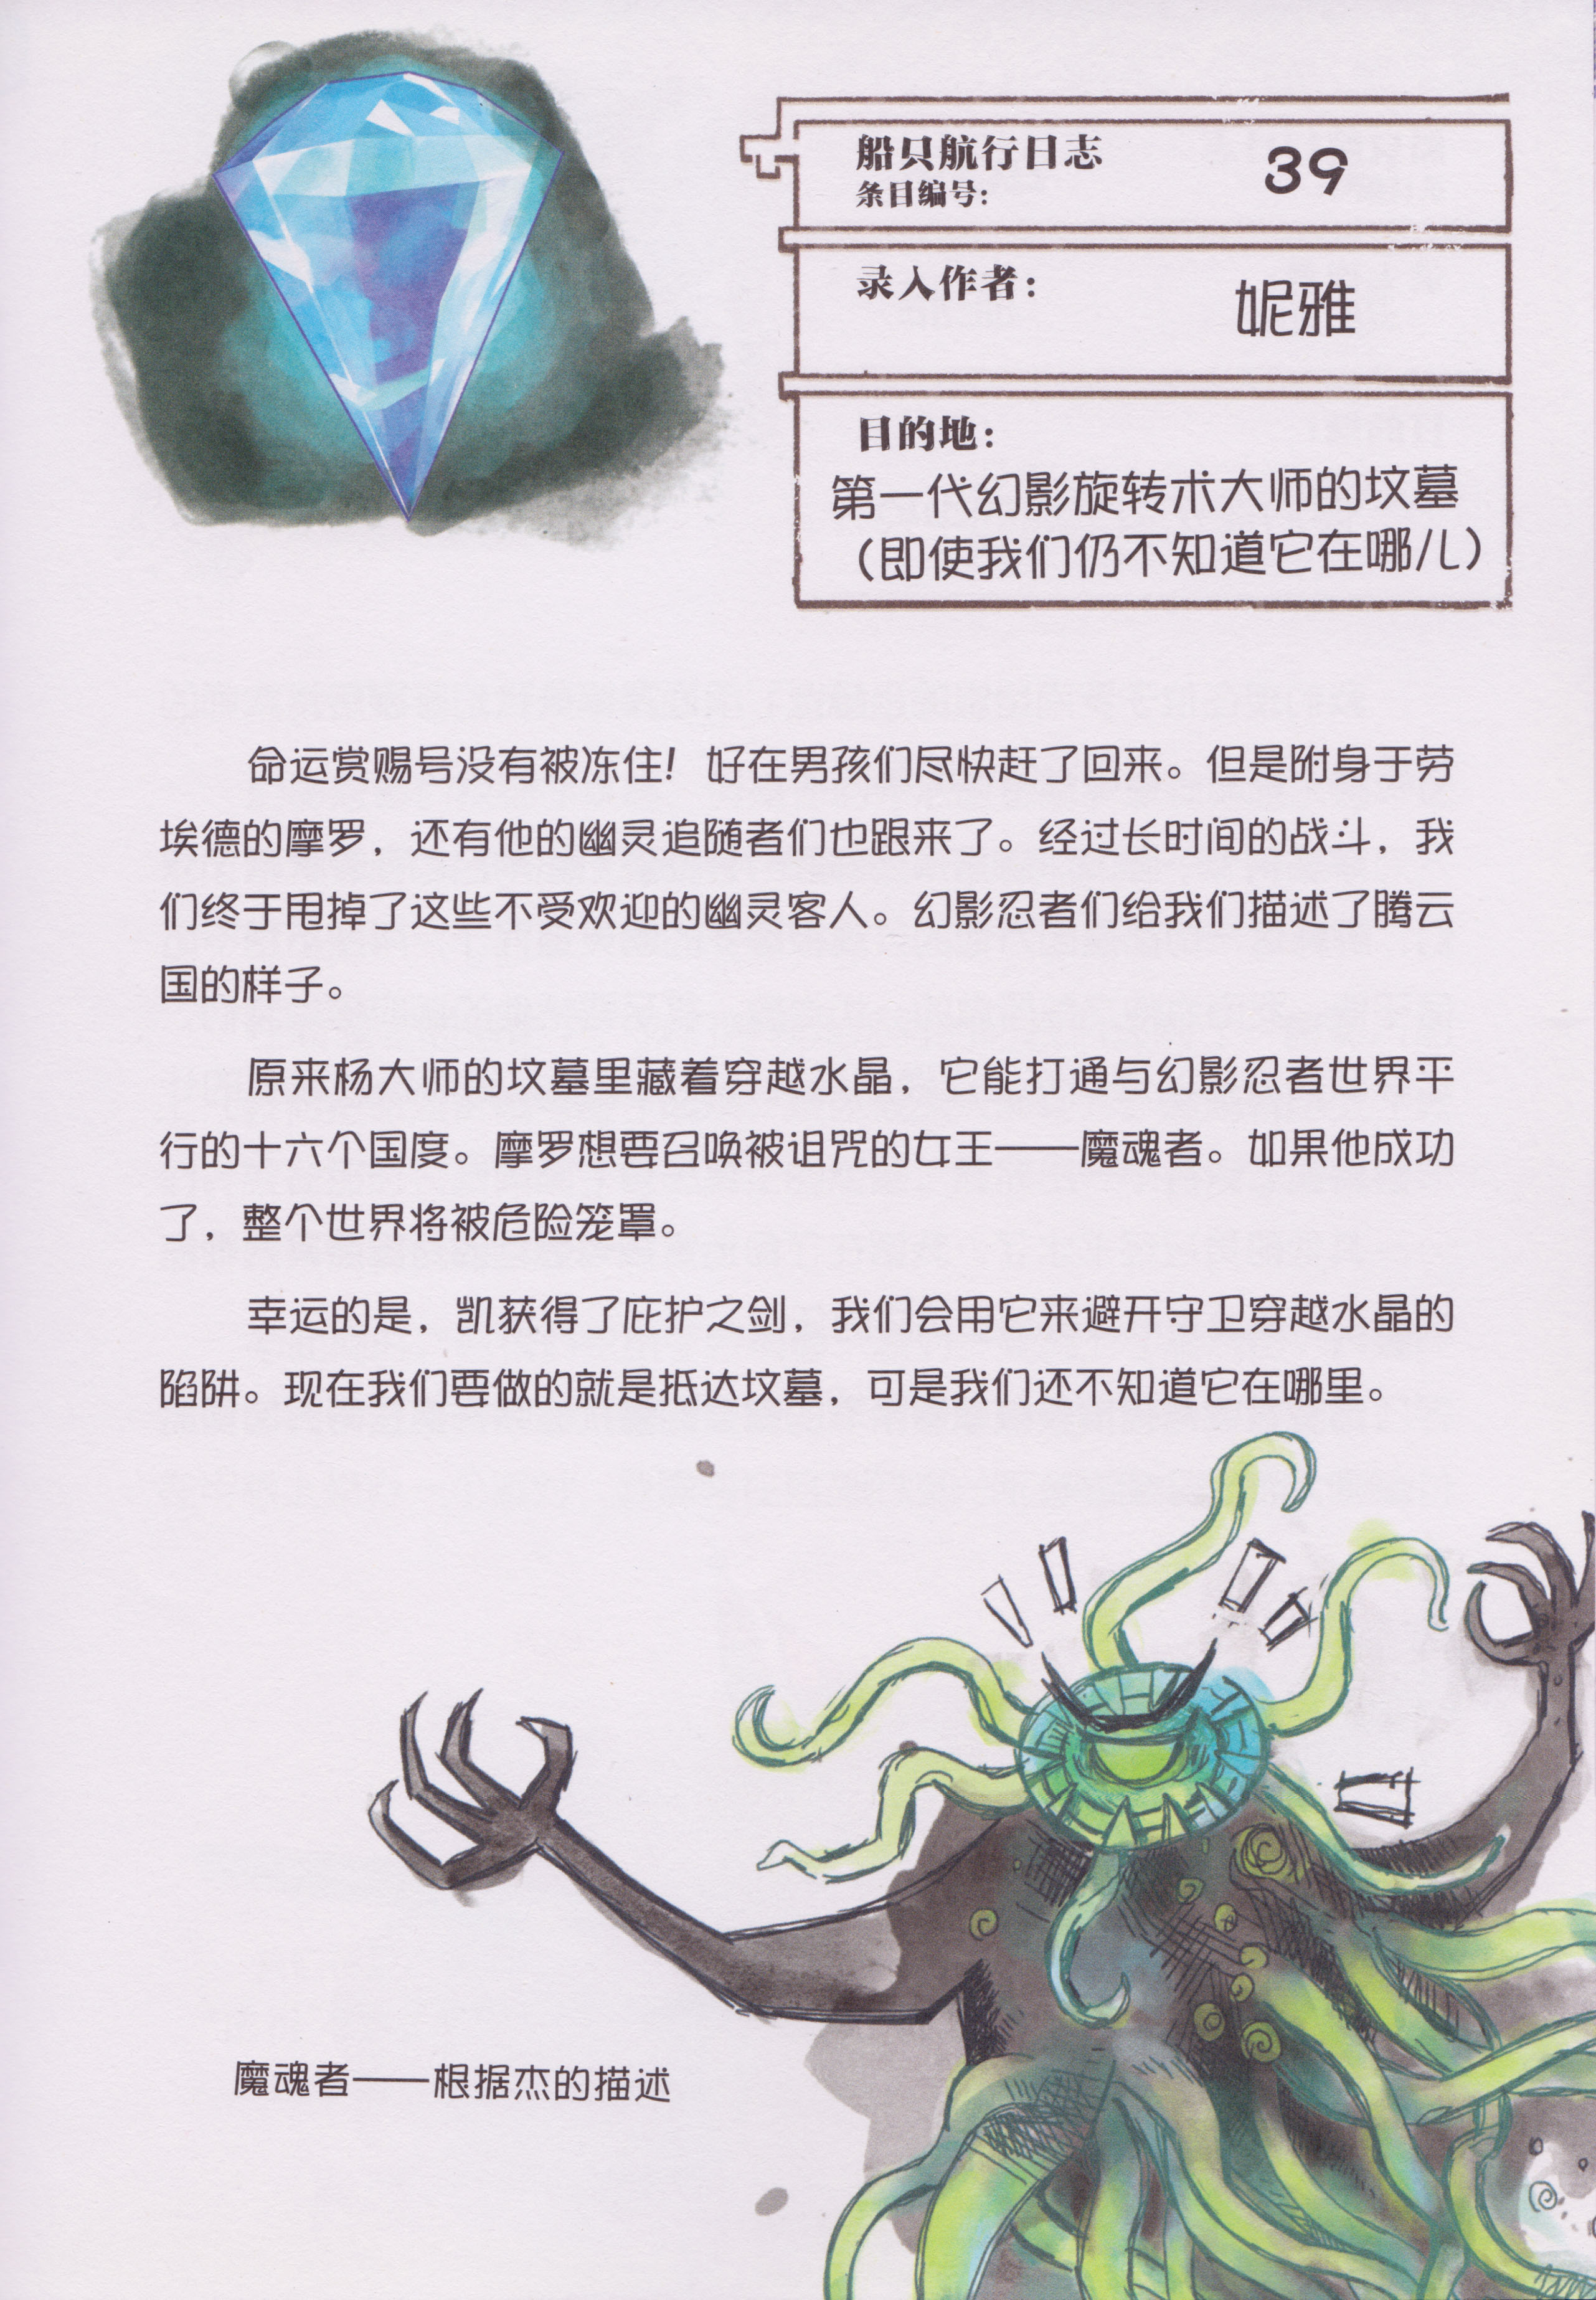 船只航行日志
条目编号：
39
录入作者：
妮雅
目的地：
第一代幻影旋转术大师的坟墓
（即使我们仍不知道它在哪儿）
命运赏赐号没有被冻住！好在男孩们尽快赶了回来。但是附身于劳
埃德的摩罗，还有他的幽灵追随者们也跟来了。经过长时间的战斗，我
们终于甩掉了这些不受欢迎的幽灵客人。幻影忍者们给我们描述了腾云
国的样子。
原来杨大师的坟墓里藏着穿越水晶，它能打通与幻影忍者世界平
行的十六个国度。摩罗想要召唤被诅咒的女王——魔魂者。如果他成功
了，整个世界将被危险笼罩。
幸运的是，凯获得了庇护之剑，我们会用它来避开守卫穿越水晶的
陷阱。现在我们要做的就是抵达坟墓，可是我们还不知道它在哪里。
魔魂者——根据杰的描述